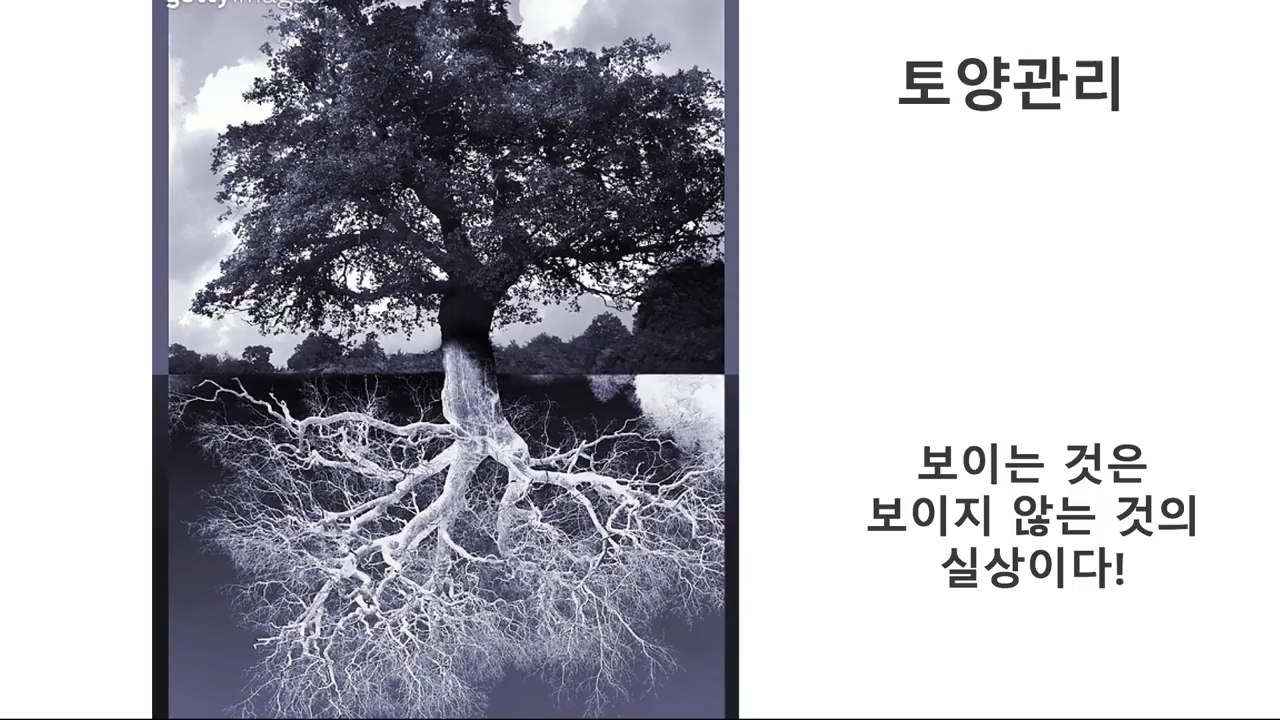 gettyimages
토양관리
보이는 것은
보이지 않는 것의
실상이다!